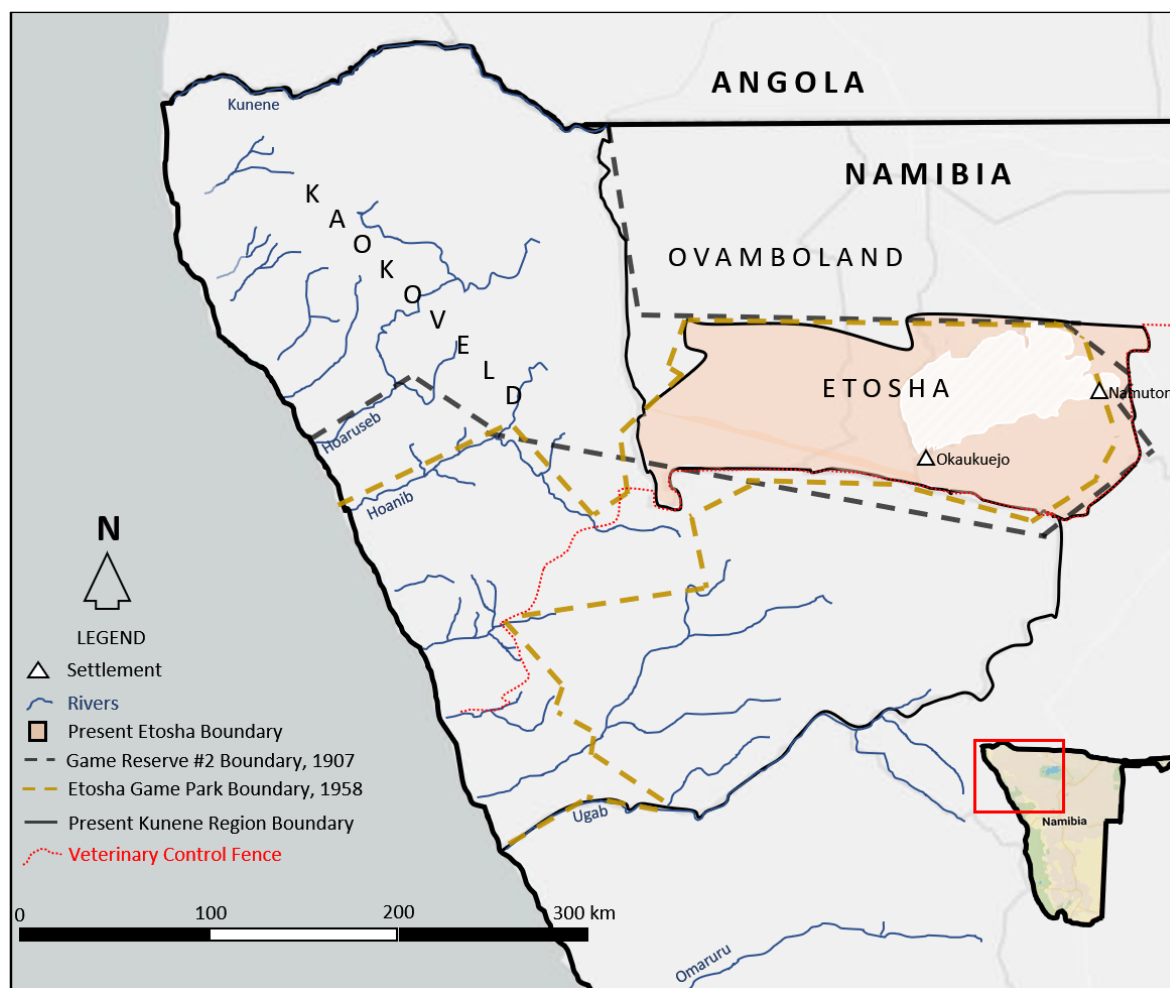 ANGOLA
Kunene
NAMIBIA
KAOKOVELD
OVAMBOLAND
ETOSHA
Namuton
Okaukuejo
Hoaruseb
Hoanib
N
LEGEND
Settlement
Rivers
Present Etosha Boundary
Game Reserve #2 Boundary, 1907
Etosha Game Park Boundary, 1958
Present Kunene Region Boundary
Veterinary Control Fence
Ugab
Namibia
0 100 200 300 km
Omaruru